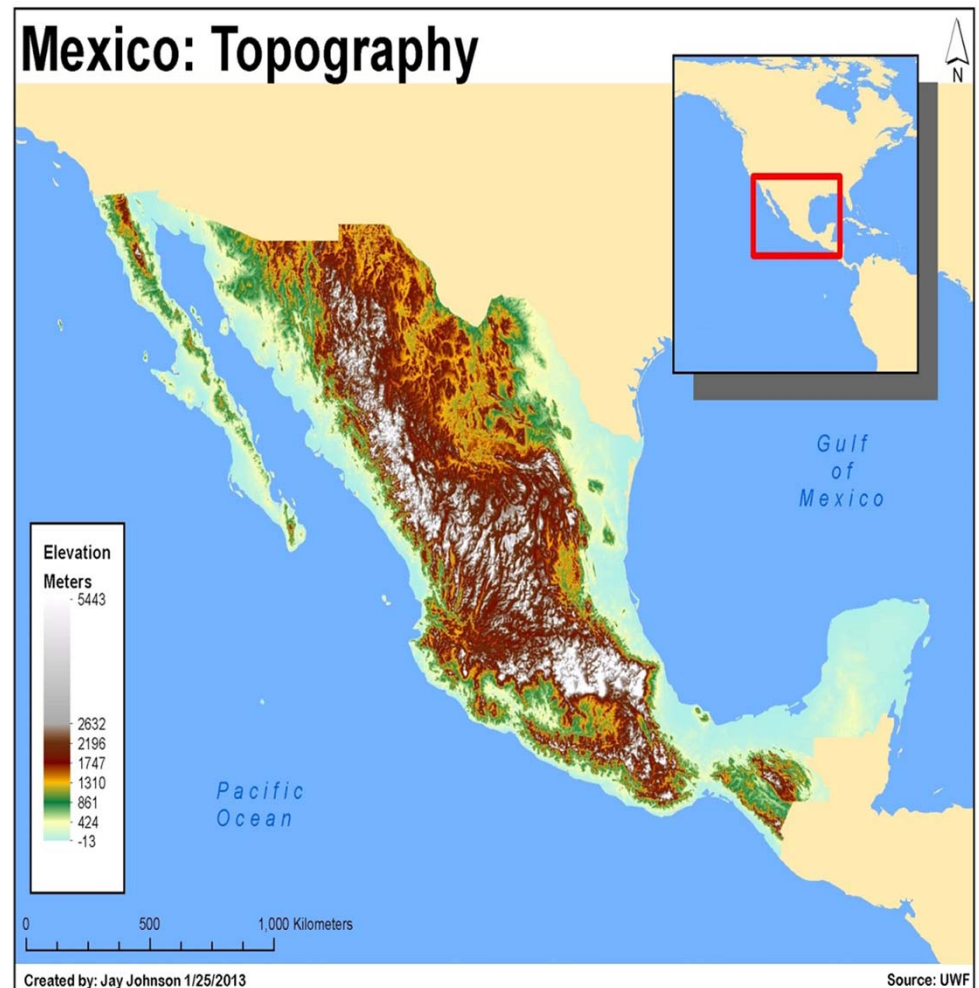 Mexico: Topography
N
Gulf
of
Mexico
Elevation
Meters
5443
2632
2196
1747
1310
861
424
-13
Pacific
Ocean
0 500 1,000 Kilometers
Created by: Jay Johnson 1/25/2013 Source: UWF